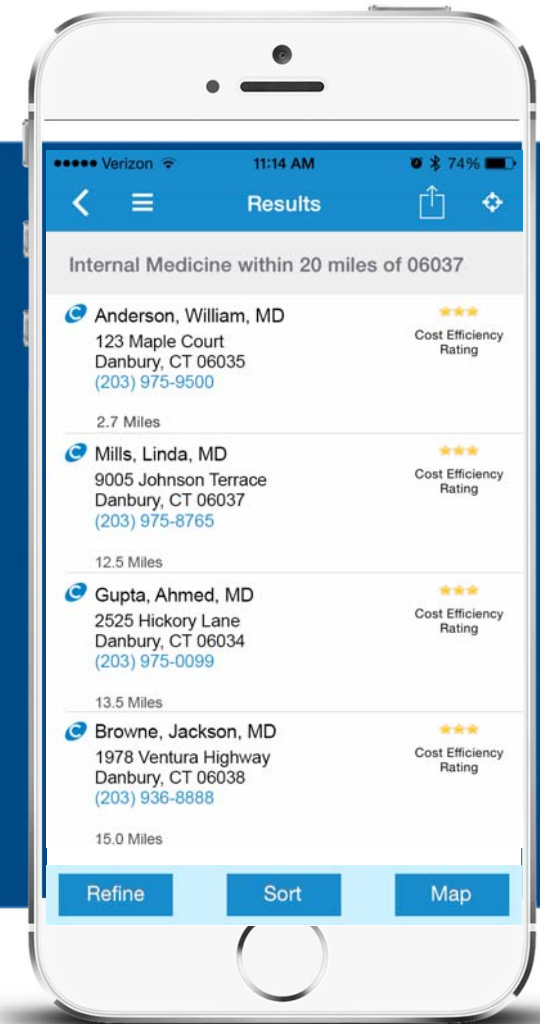 Verizon 11:14 AM 74%
Results
Internal Medicine within 20 miles of 06037
C Anderson, William, MD
123 Maple Court
Danbury, CT 06035
(203) 975-9500
2.7 Miles
Cost Efficiency
Rating
C Mills, Linda, MD
9005 Johnson Terrace
Danbury, CT 06037
(203) 975-8765
12.5 Miles
Cost Efficiency
Rating
C Gupta, Ahmed, MD
2525 Hickory Lane
Danbury, CT 06034
(203) 975-0099
13.5 Miles
Cost Efficiency
Rating
C Browne, Jackson, MD
1978 Ventura Highway
Danbury, CT 06038
(203) 936-8888
15.0 Miles
Cost Efficiency
Rating
Refine Sort Map